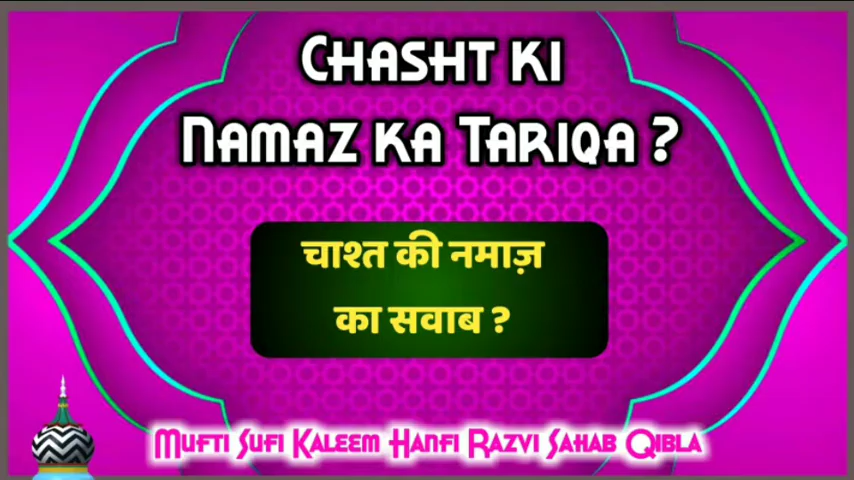 Chasht ki
Namaz ka Tariqa ?
चाश्त की नमाज़
का सवाब ?
Mufti Sufi Kaleem Hanfi Razvi Sahab Qibla